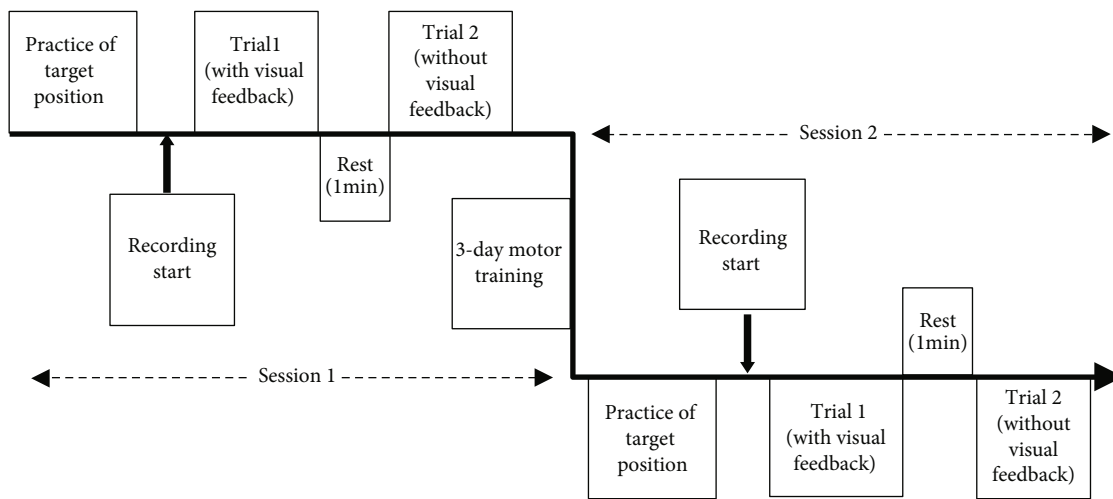 Practice of
target
position
Trial1
(with visual
feedback)
Trial 2
(without
visual
feedback)
Rest
(1min)
Recording
start
3-day motor
training
Session 1
Session 2
Recording
start
Rest
(1min)
Practice of
target
position
Trial 1
(with visual
feedback)
Trial 2
(without
visual
feedback)